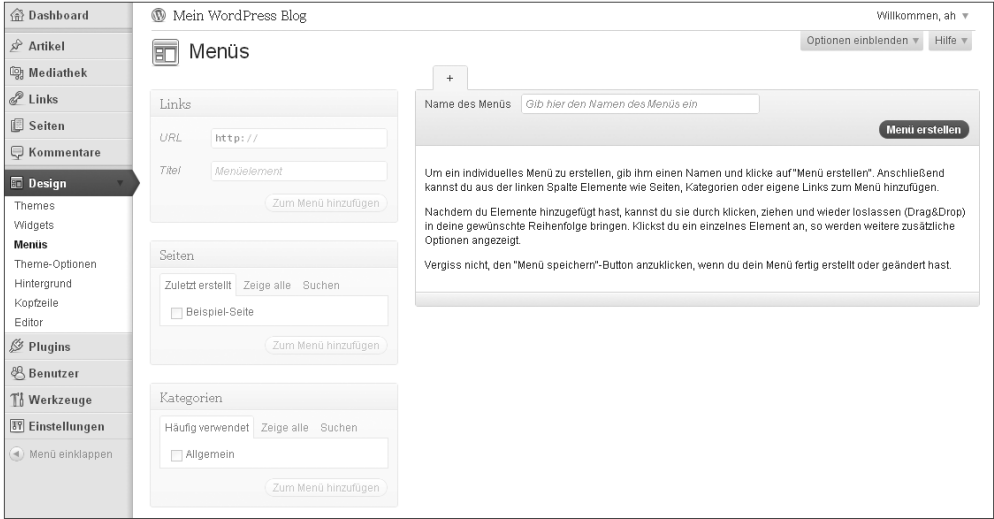 Dashboard
Artikel
Mediathek
Links
Seiten
Kommentare
Design
Themes
Widgets
Menüs
Theme-Optionen
Hintergrund
Kopfzeile
Editor
Plugins
Benutzer
Werkzeuge
Einstellungen
Menü einklappen
Mein WordPress Blog
Willkommen, ah
Optionen einblenden
Hilfe
Menüs
Links
URL http://
Titel Menüelement
Zum Menü hinzufügen
Seiten
Zuletzt erstellt Zeige alle Suchen
Beispiel-Seite
Zum Menü hinzufügen
Kategorien
Häufig verwendet Zeige alle Suchen
Allgemein
Zum Menü hinzufügen
+
Name des Menüs Gib hier den Namen des Menüs ein
Menü erstellen
Um ein individuelles Menü zu erstellen, gib ihm einen Namen und klicke auf "Menü erstellen". Anschließend
kannst du aus der linken Spalte Elemente wie Seiten, Kategorien oder eigene Links zum Menü hinzufügen.
Nachdem du Elemente hinzugefügt hast, kannst du sie durch klicken, ziehen und wieder loslassen (Drag&Drop)
in deine gewünschte Reihenfolge bringen. Klickst du ein einzelnes Element an, so werden weitere zusätzliche
Optionen angezeigt.
Vergiss nicht, den "Menü speichern"-Button anzuklicken, wenn du dein Menü fertig erstellt oder geändert hast.